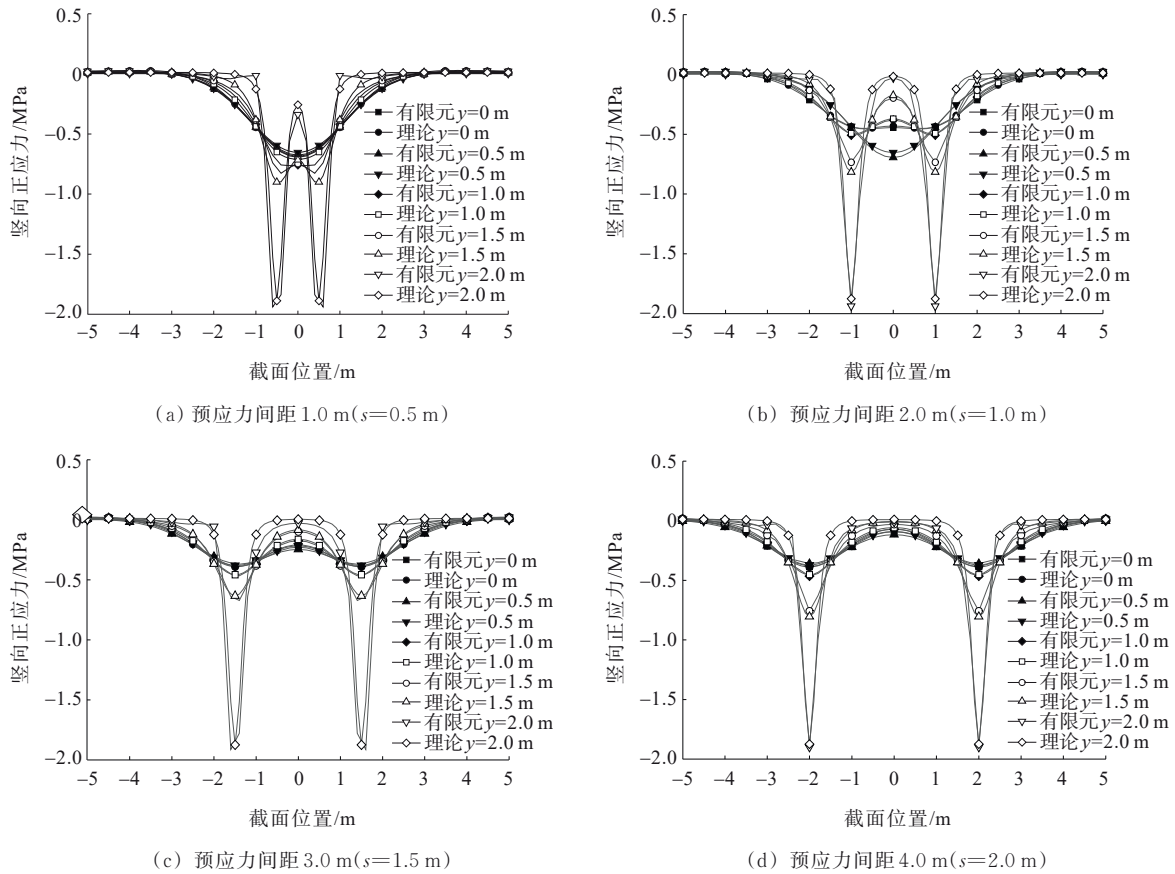 0.5
0
−0.5
−1.0
−1.5
−2.0
竖向正应力/MPa
有限元y=0 m
理论y=0 m
有限元y=0.5 m
理论y=0.5 m
有限元y=1.0 m
理论y=1.0 m
有限元y=1.5 m
理论y=1.5 m
有限元y=2.0 m
理论y=2.0 m
−5 −4 −3 −2 −1 0 1 2 3 4 5
截面位置/m
(a) 预应力间距1.0 m(s=0.5 m)
0.5
0
−0.5
−1.0
−1.5
−2.0
竖向正应力/MPa
有限元y=0 m
理论y=0 m
有限元y=0.5 m
理论y=0.5 m
有限元y=1.0 m
理论y=1.0 m
有限元y=1.5 m
理论y=1.5 m
有限元y=2.0 m
理论y=2.0 m
−5 −4 −3 −2 −1 0 1 2 3 4 5
截面位置/m
(b) 预应力间距2.0 m(s=1.0 m)
0.5
0
−0.5
−1.0
−1.5
−2.0
竖向正应力/MPa
有限元y=0 m
理论y=0 m
有限元y=0.5 m
理论y=0.5 m
有限元y=1.0 m
理论y=1.0 m
有限元y=1.5 m
理论y=1.5 m
有限元y=2.0 m
理论y=2.0 m
−5 −4 −3 −2 −1 0 1 2 3 4 5
截面位置/m
(c) 预应力间距3.0 m(s=1.5 m)
0.5
0
−0.5
−1.0
−1.5
−2.0
竖向正应力/MPa
有限元y=0 m
理论y=0 m
有限元y=0.5 m
理论y=0.5 m
有限元y=1.0 m
理论y=1.0 m
有限元y=1.5 m
理论y=1.5 m
有限元y=2.0 m
理论y=2.0 m
−5 −4 −3 −2 −1 0 1 2 3 4 5
截面位置/m
(d) 预应力间距4.0 m(s=2.0 m)